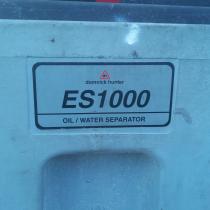 domnick hunter
ES1000
OIL / WATER SEPARATOR